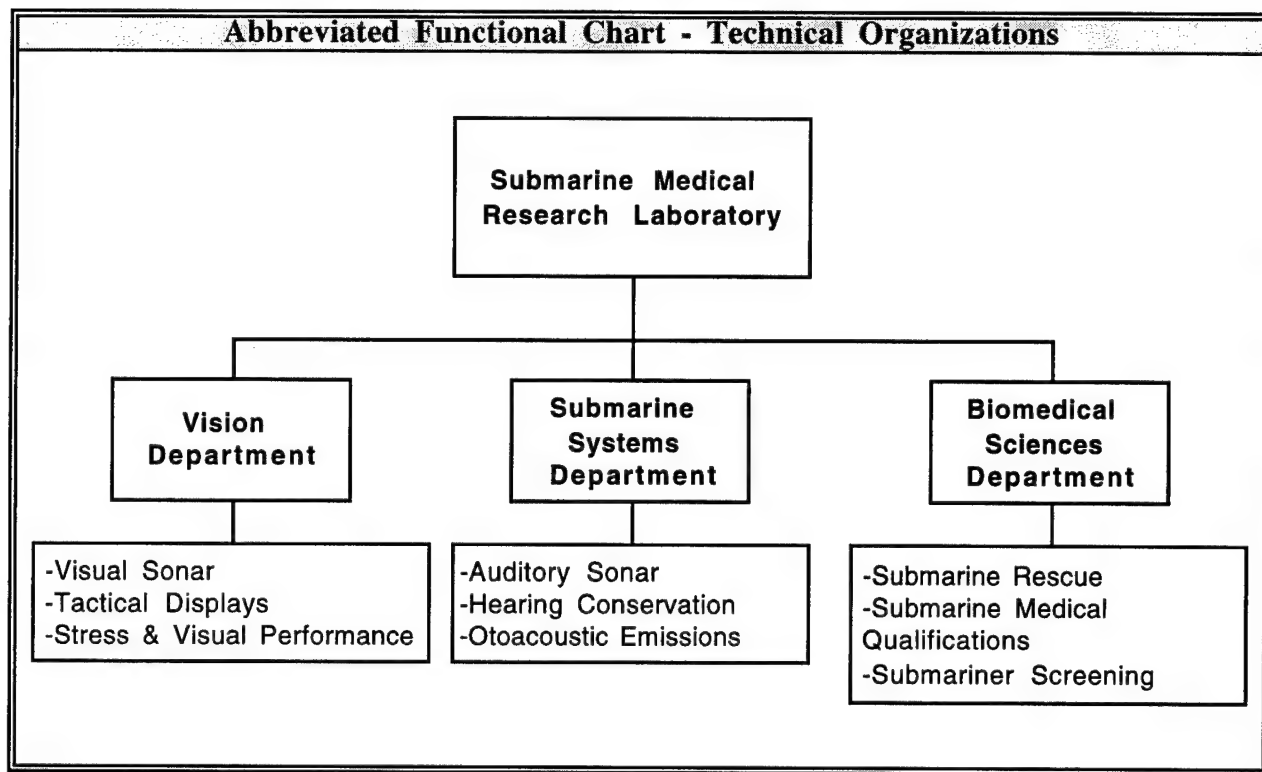 Abbreviated Functional Chart - Technical Organizations
Submarine Medical
Research Laboratory
Vision
Department
Submarine
Systems
Department
Biomedical
Sciences
Department
-Visual Sonar
-Tactical Displays
-Stress & Visual Performance
-Auditory Sonar
-Hearing Conservation
-Otoacoustic Emissions
-Submarine Rescue
-Submarine Medical
Qualifications
-Submariner Screening